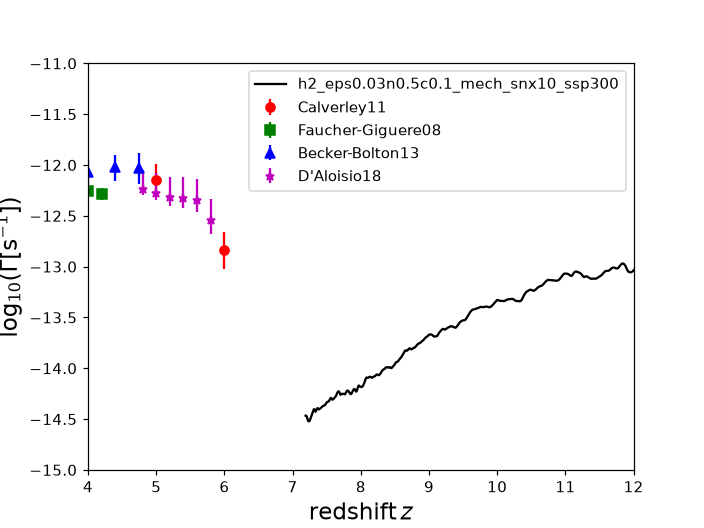 −11.0
−11.5
−12.0
−12.5
−13.0
−13.5
−14.0
−14.5
−15.0
log₁₀(Γ[s⁻¹])
h2_eps0.03n0.5c0.1_mech_snx10_ssp300
Calverley11
Faucher-Giguere08
Becker-Bolton13
D'Aloisio18
4 5 6 7 8 9 10 11 12
redshift z